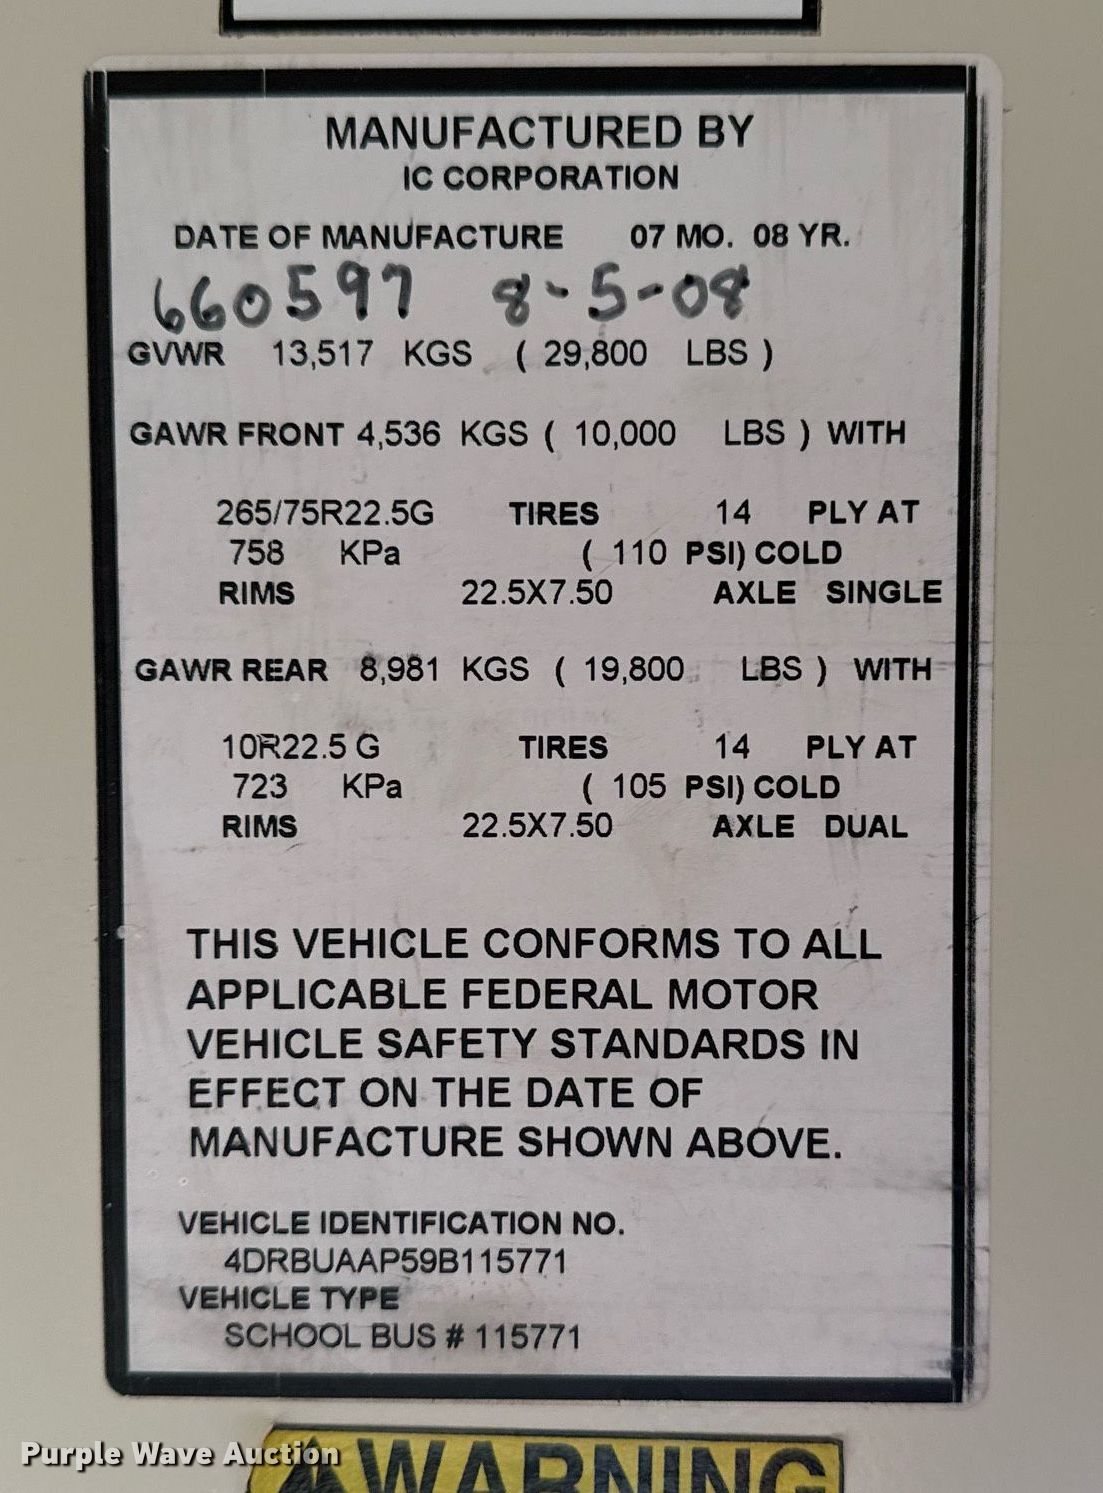 MANUFACTURED BY
IC CORPORATION
DATE OF MANUFACTURE 07 MO. 08 YR.
660597 8-5-08
GVWR 13,517 KGS ( 29,800 LBS )
GAWR FRONT 4,536 KGS ( 10,000 LBS ) WITH
265/75R22.5G TIRES 14 PLY AT
758 KPa ( 110 PSI) COLD
RIMS 22.5X7.50 AXLE SINGLE
GAWR REAR 8,981 KGS ( 19,800 LBS ) WITH
10R22.5 G TIRES 14 PLY AT
723 KPa ( 105 PSI) COLD
RIMS 22.5X7.50 AXLE DUAL
THIS VEHICLE CONFORMS TO ALL
APPLICABLE FEDERAL MOTOR
VEHICLE SAFETY STANDARDS IN
EFFECT ON THE DATE OF
MANUFACTURE SHOWN ABOVE.
VEHICLE IDENTIFICATION NO.
4DRBUAAP59B115771
VEHICLE TYPE
SCHOOL BUS # 115771
Purple Wave Auction
WARNING